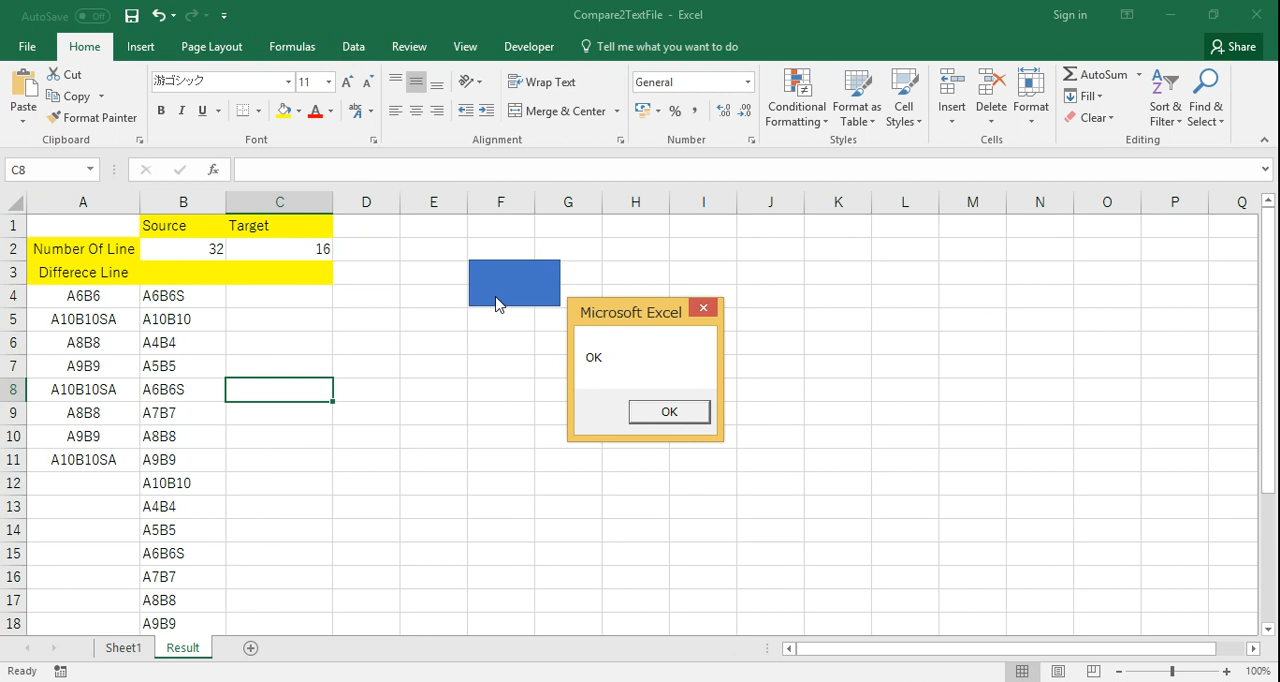 AutoSave Off
Compare2TextFile - Excel
Sign in
File Home Insert Page Layout Formulas Data Review View Developer Tell me what you want to do
Share
Paste
Cut
Copy
Format Painter
Clipboard
游ゴシック 11
B I U
Font
Wrap Text
Merge & Center
Alignment
General
% ,
Number
Conditional Formatting
Format as Table
Cell Styles
Styles
Insert Delete Format
Cells
AutoSum
Fill
Clear
Sort & Filter
Find & Select
Editing
C8 fx
A B C D E F G H I J K L M N O P Q
1 Source Target
2 Number Of Line 32 16
3 Differece Line
4 A6B6 A6B6S
5 A10B10SA A10B10
6 A8B8 A4B4
7 A9B9 A5B5
8 A10B10SA A6B6S
9 A8B8 A7B7
10 A9B9 A8B8
11 A10B10SA A9B9
12 A10B10
13 A4B4
14 A5B5
15 A6B6S
16 A7B7
17 A8B8
18 A9B9
Microsoft Excel
OK
OK
Sheet1 Result
Ready
100%